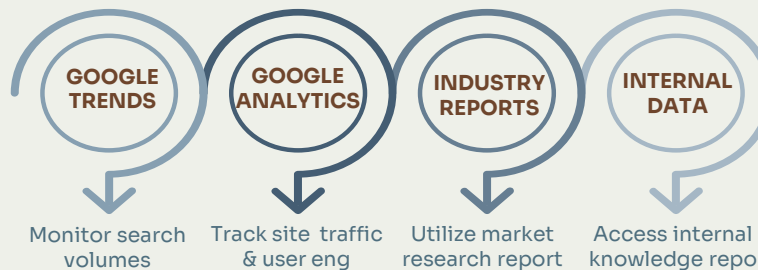 GOOGLE
TRENDS
GOOGLE
ANALYTICS
INDUSTRY
REPORTS
INTERNAL
DATA
Monitor search
volumes
Track site traffic
& user eng
Utilize market
research report
Access internal
knowledge repo